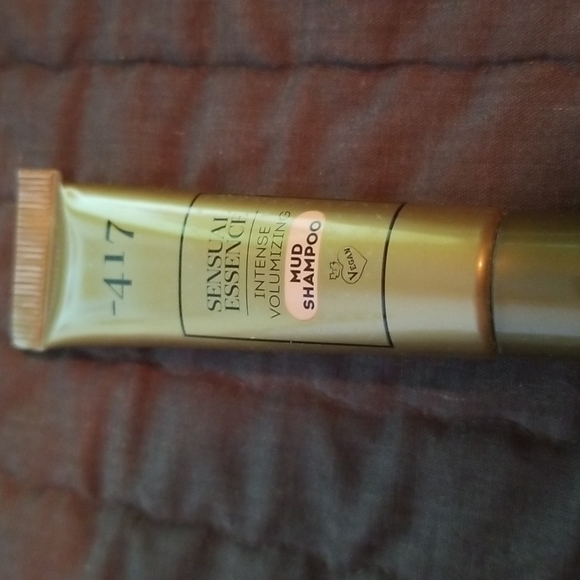 -417
SENSUAL
ESSENCE
INTENSE
VOLUMIZING
MUD
SHAMPOO
VEGAN